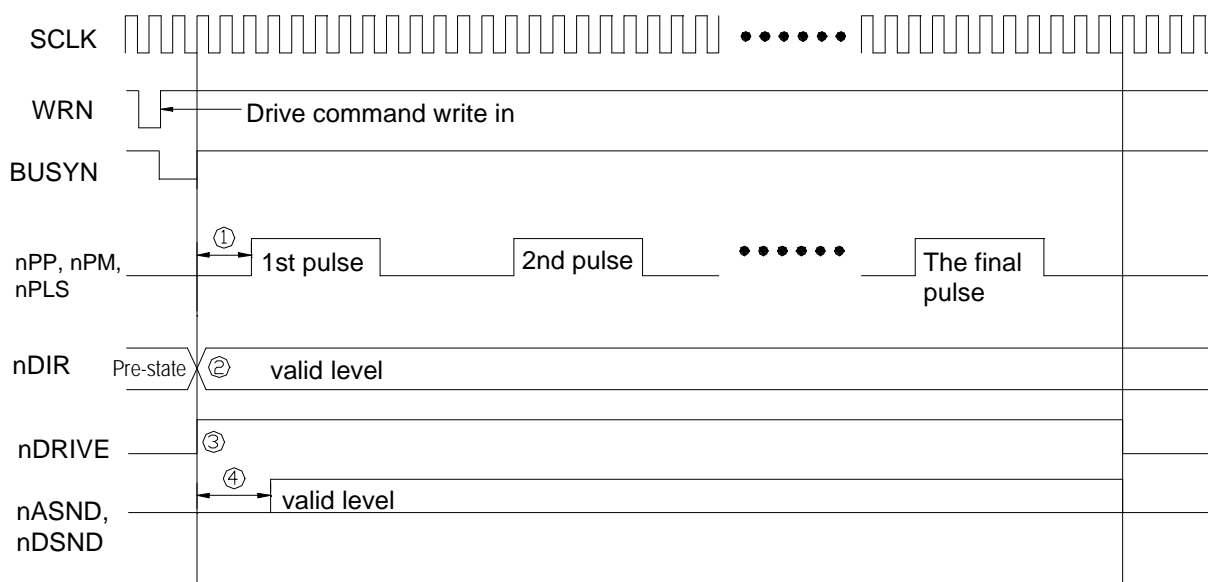 SCLK
WRN
Drive command write in
BUSYN
①
nPP, nPM,
nPLS
1st pulse
2nd pulse
The final
pulse
nDIR
Pre-state
②
valid level
nDRIVE
③
④
nASND,
nDSND
valid level